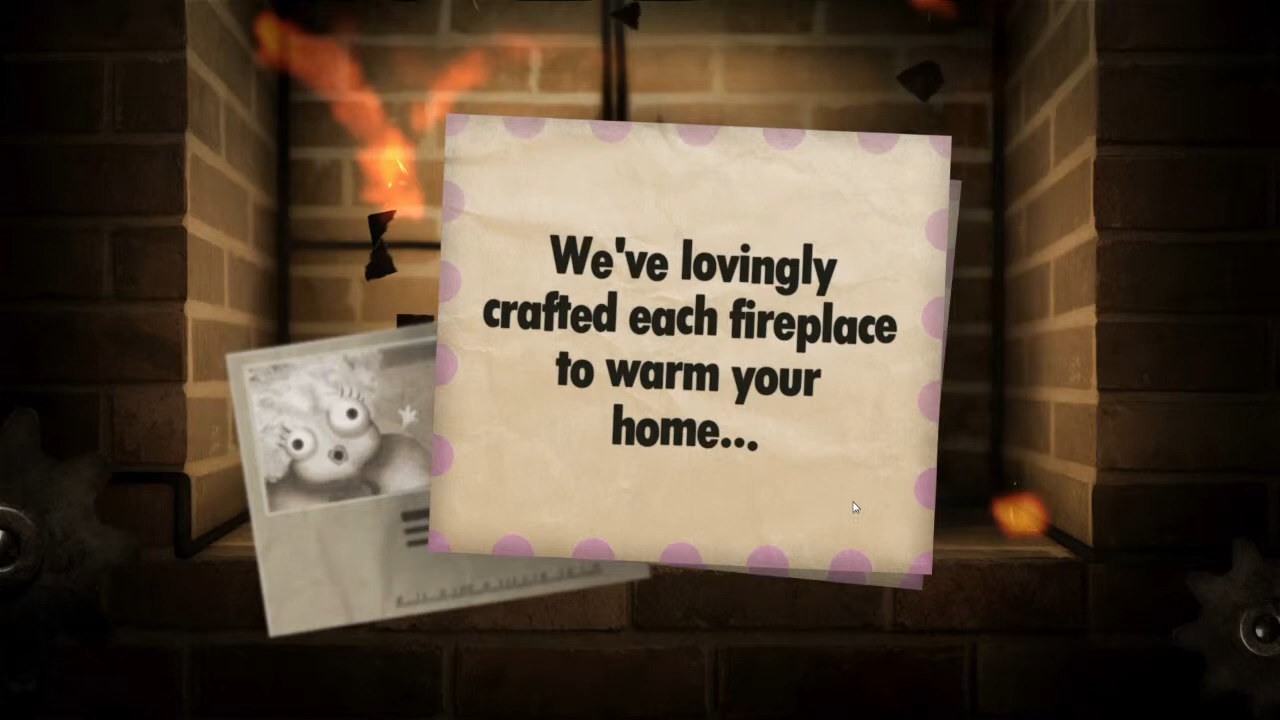 We've lovingly
crafted each fireplace
to warm your
home...